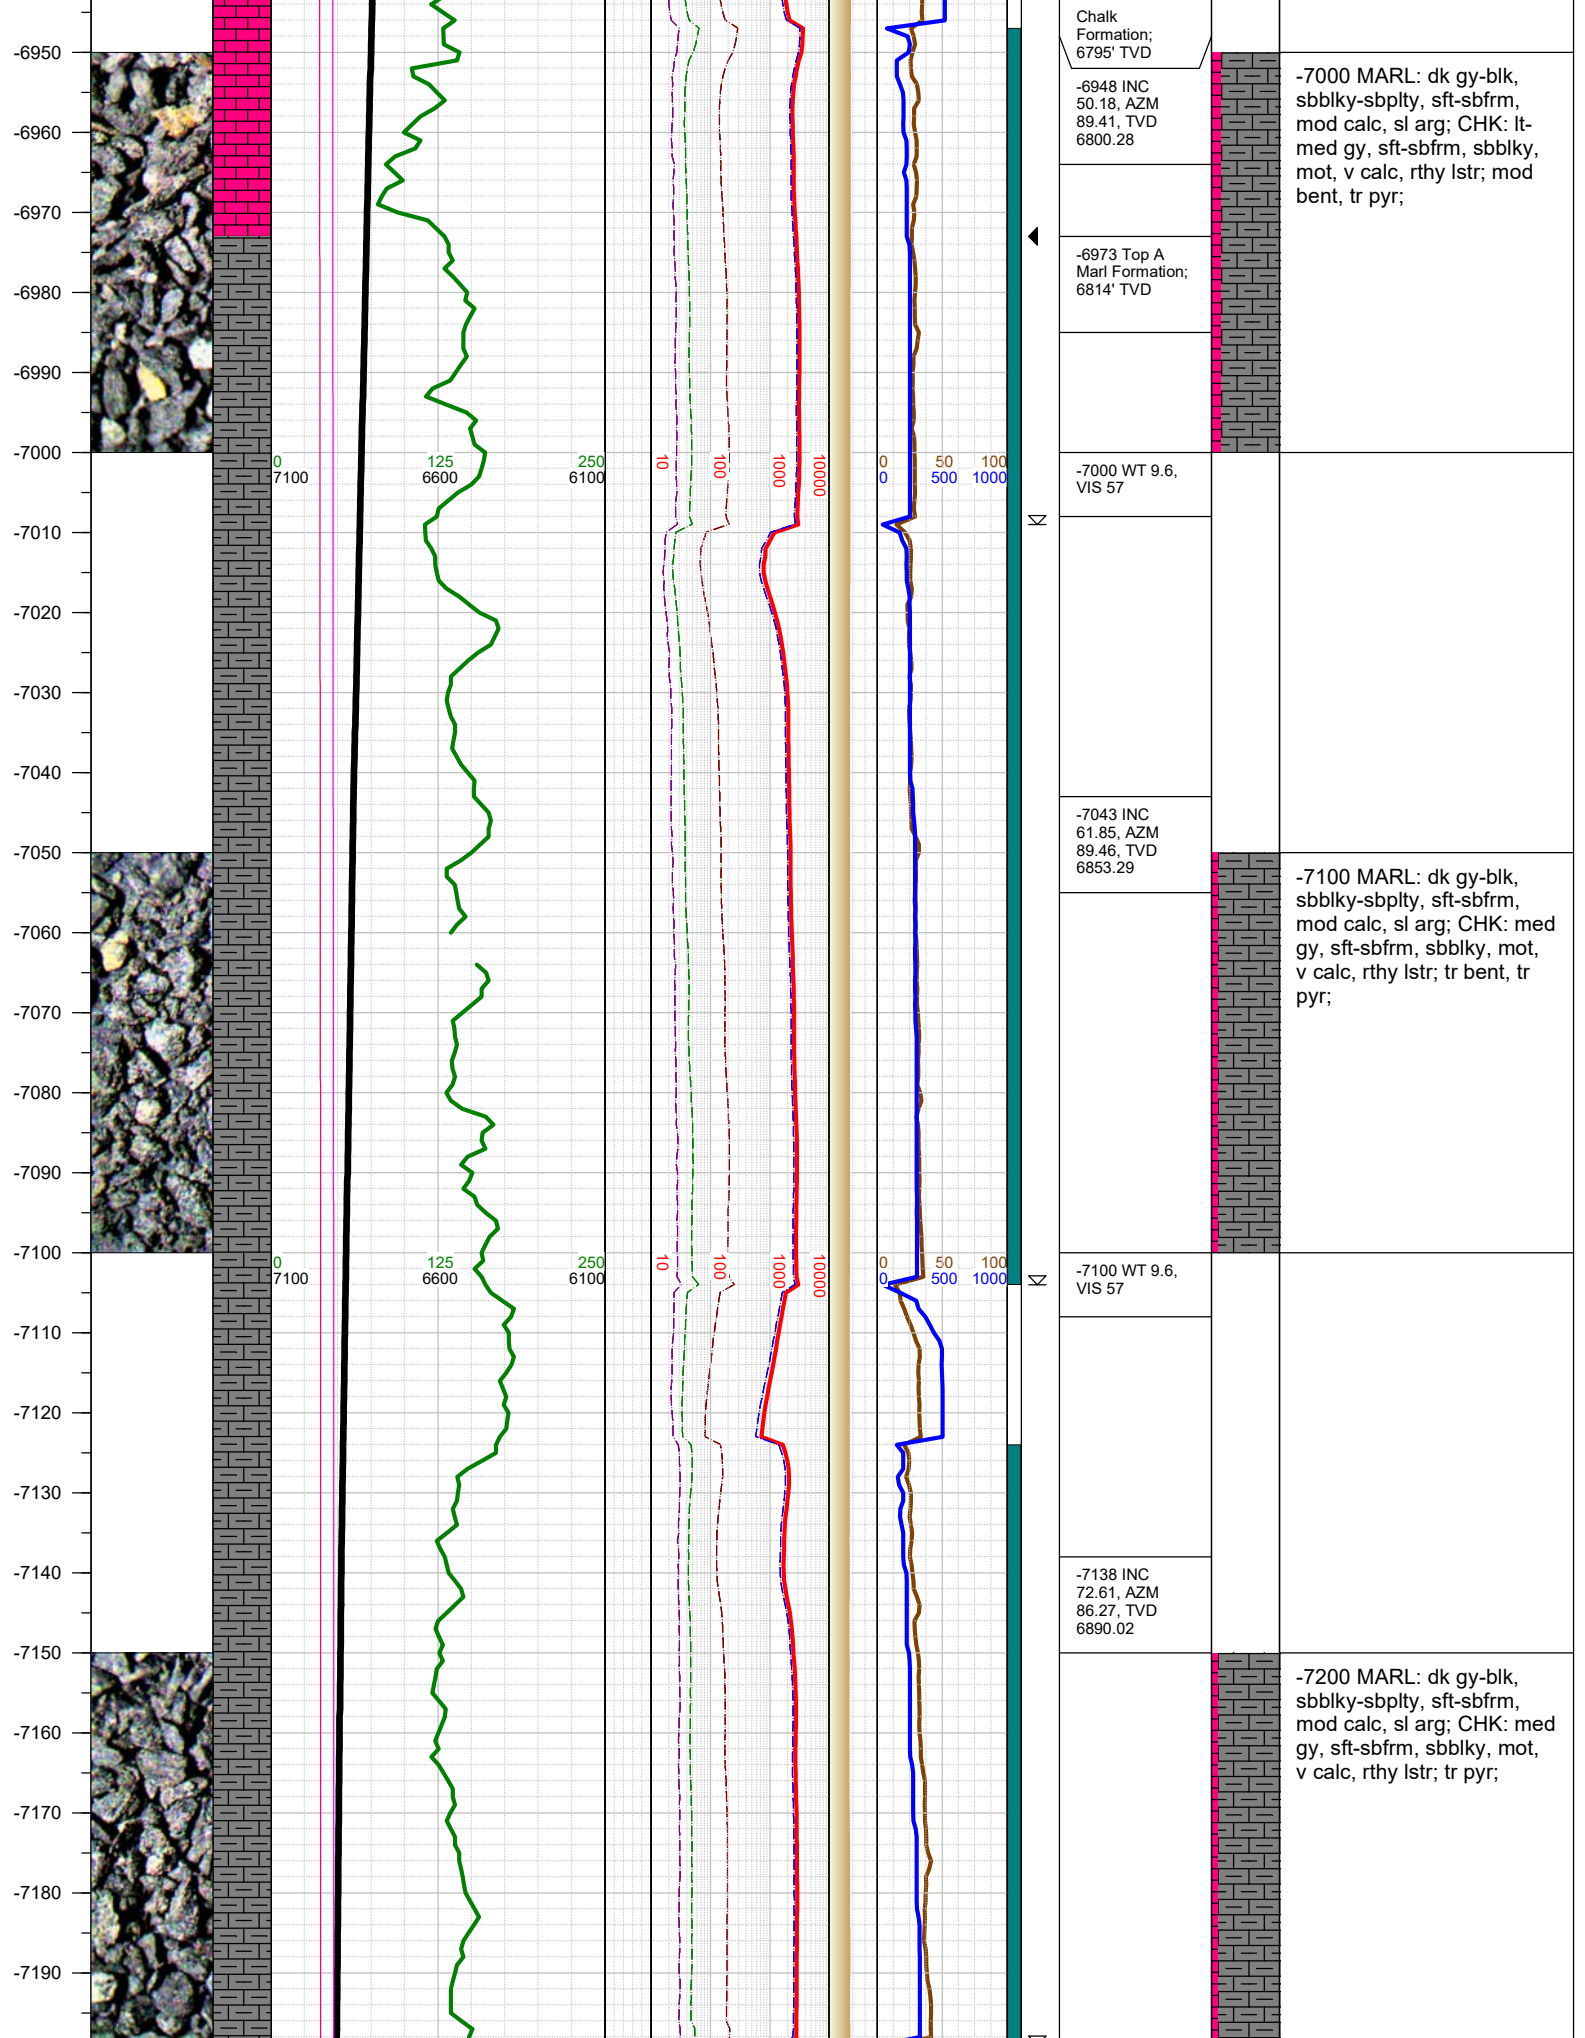 Chalk
Formation;
6795' TVD
-6950
-7000 MARL: dk gy-blk,
sbblky-sbplty, sft-sbfrm,
mod calc, sl arg; CHK: lt-
med gy, sft-sbfrm, sbblky,
mot, v calc, rthy lstr; mod
bent, tr pyr;
-6948 INC
50.18, AZM
89.41, TVD
6800.28
-6960
-6970
-6973 Top A
Marl Formation;
6814' TVD
-6980
-6990
-7000
0 125 250 10 100 1000 10000 0 50 100
7100 6600 6100 0 500 1000
-7000 WT 9.6,
VIS 57
-7010
-7020
-7030
-7040
-7043 INC
61.85, AZM
89.46, TVD
6853.29
-7050
-7100 MARL: dk gy-blk,
sbblky-sbplty, sft-sbfrm,
mod calc, sl arg; CHK: med
gy, sft-sbfrm, sbblky, mot,
v calc, rthy lstr; tr bent, tr
pyr;
-7060
-7070
-7080
-7090
-7100
0 125 250 10 100 1000 10000 0 50 100
7100 6600 6100 0 500 1000
-7100 WT 9.6,
VIS 57
-7110
-7120
-7130
-7140
-7138 INC
72.61, AZM
86.27, TVD
6890.02
-7150
-7200 MARL: dk gy-blk,
sbblky-sbplty, sft-sbfrm,
mod calc, sl arg; CHK: med
gy, sft-sbfrm, sbblky, mot,
v calc, rthy lstr; tr pyr;
-7160
-7170
-7180
-7190